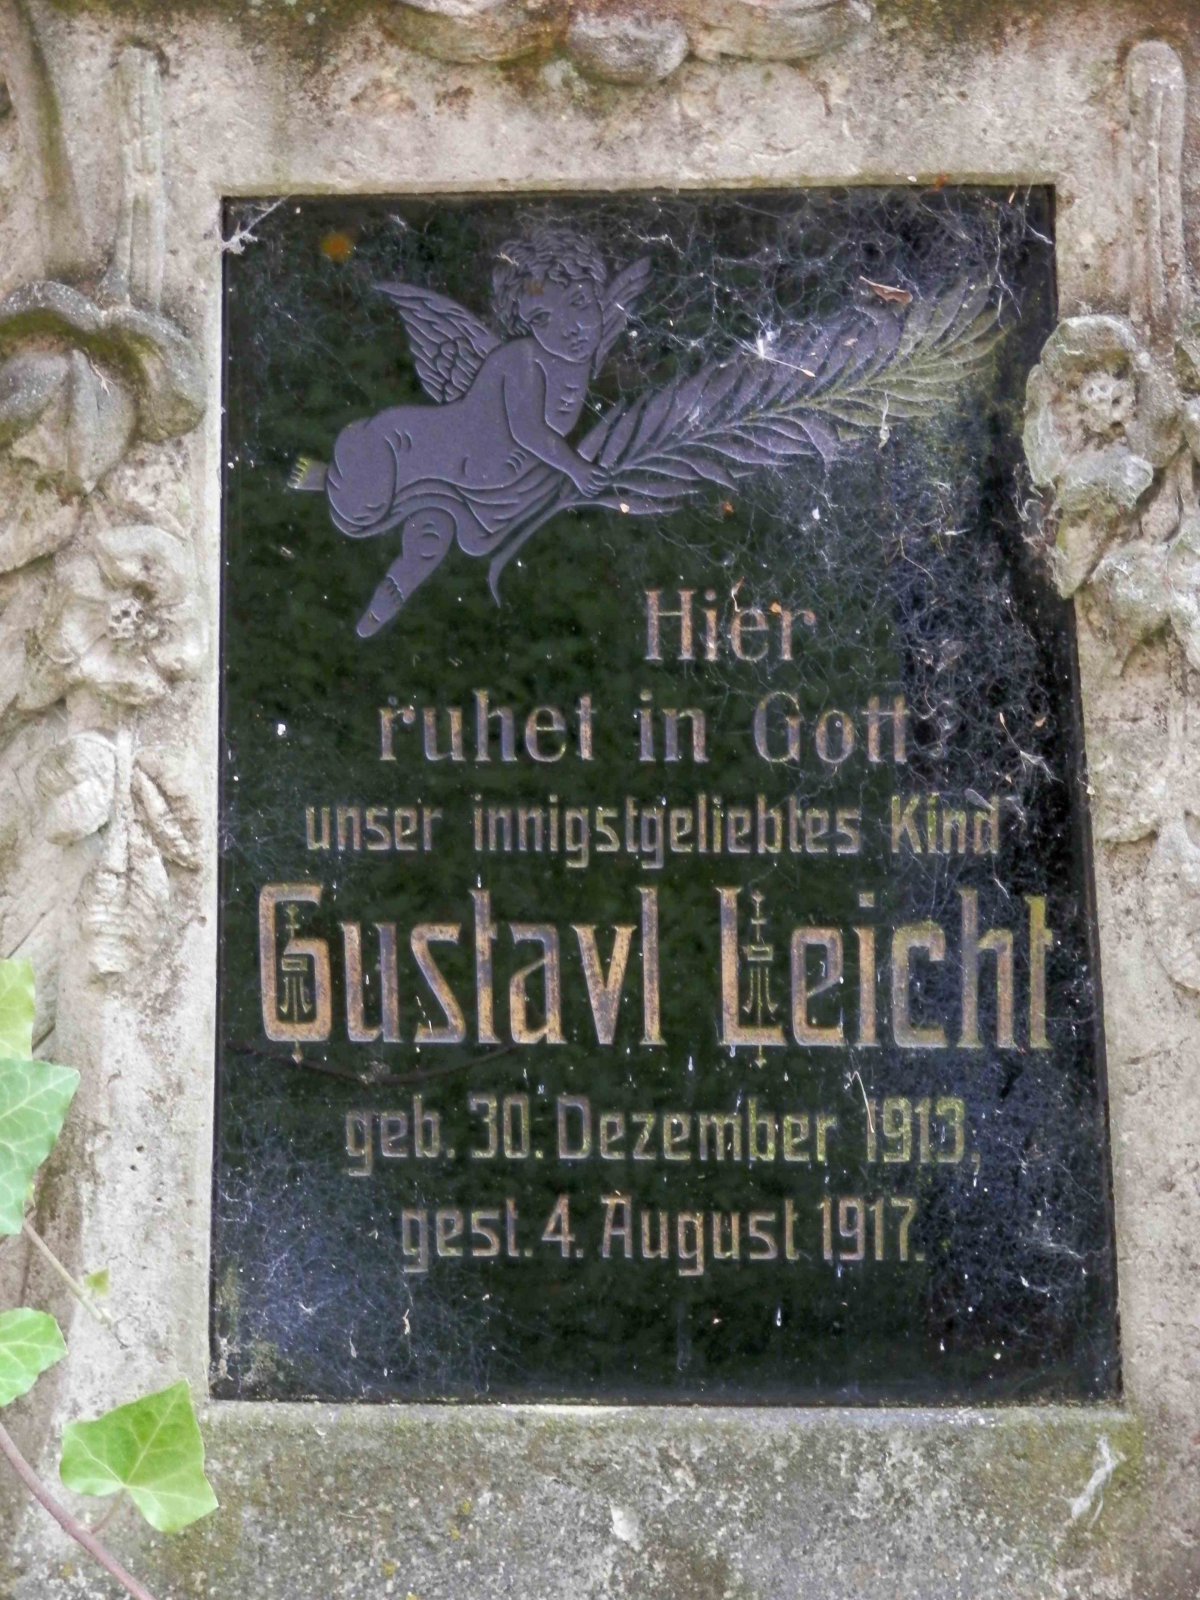 Hier
ruhet in Gott
unser innigstgeliebtes Kind
Gustavl Leicht
geb. 30. Dezember 1913,
gest. 4. August 1917.